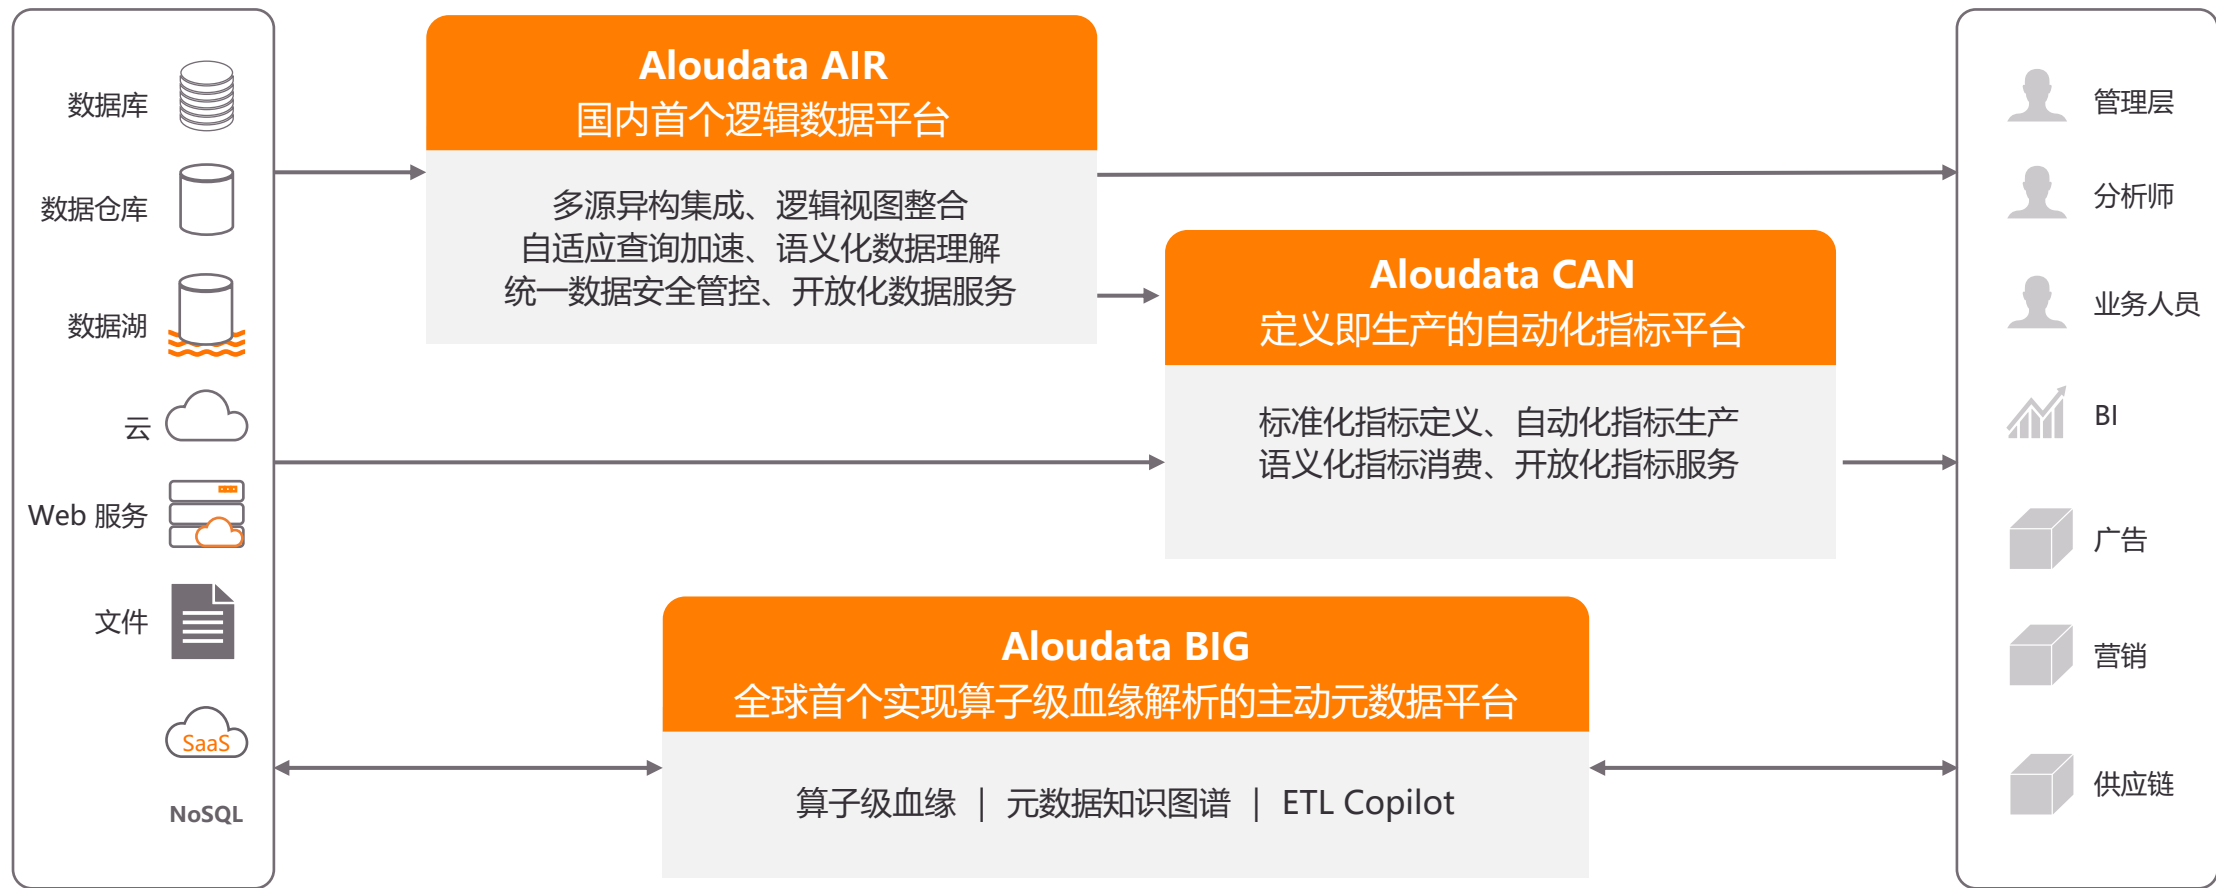 数据库
数据仓库
数据湖
云
Web 服务
文件
SaaS
NoSQL
Aloudata AIR
国内首个逻辑数据平台
多源异构集成、逻辑视图整合
自适应查询加速、语义化数据理解
统一数据安全管控、开放化数据服务
Aloudata CAN
定义即生产的自动化指标平台
标准化指标定义、自动化指标生产
语义化指标消费、开放化指标服务
Aloudata BIG
全球首个实现算子级血缘解析的主动元数据平台
算子级血缘 | 元数据知识图谱 | ETL Copilot
管理层
分析师
业务人员
BI
广告
营销
供应链